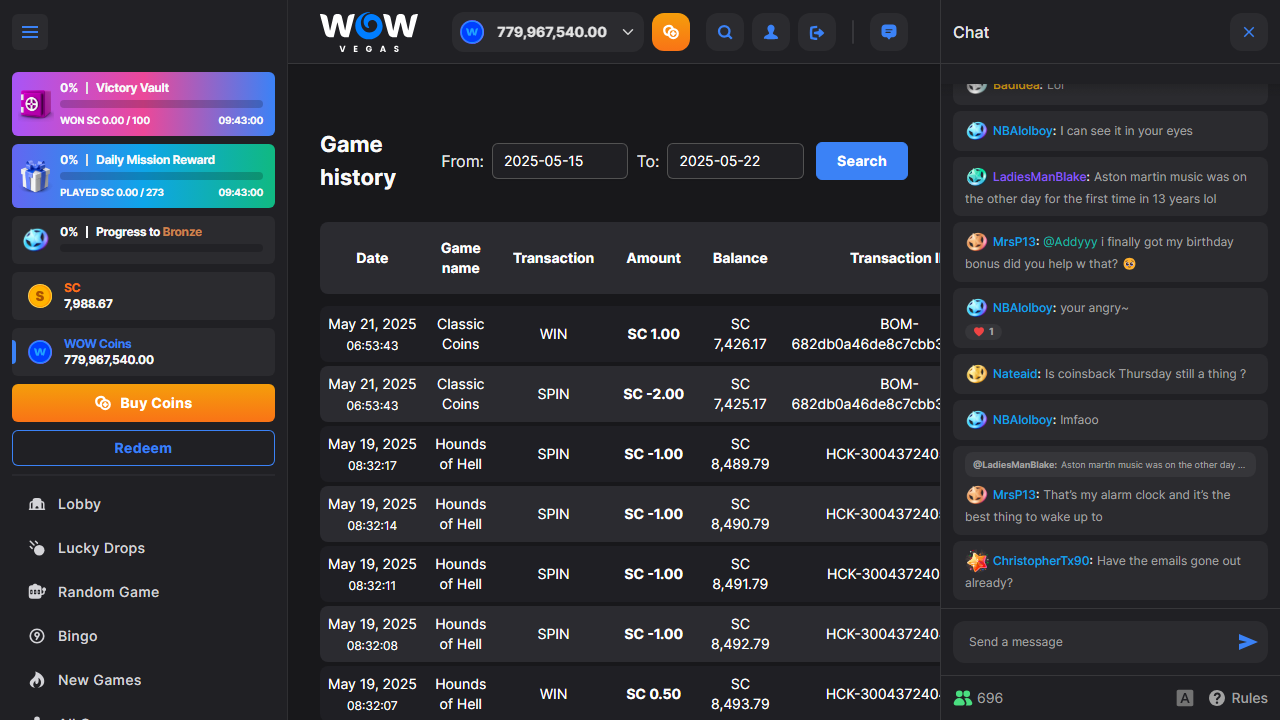 0% | Victory Vault
WON SC 0.00 / 100 09:43:00
0% | Daily Mission Reward
PLAYED SC 0.00 / 273 09:43:00
0% | Progress to Bronze
S
SC
7,988.67
W
WOW Coins
779,967,540.00
Buy Coins
Redeem
Lobby
Lucky Drops
Random Game
Bingo
New Games
WOW
VEGAS
W 779,967,540.00
Game
history
From: 2025-05-15 To: 2025-05-22 Search
Date Game name Transaction Amount Balance Transaction
May 21, 2025 06:53:43 Classic Coins WIN SC 1.00 SC 7,426.17 BOM-682db0a46de8c7cbb3
May 21, 2025 06:53:43 Classic Coins SPIN SC -2.00 SC 7,425.17 BOM-682db0a46de8c7cbb3
May 19, 2025 08:32:17 Hounds of Hell SPIN SC -1.00 SC 8,489.79 HCK-300437240
May 19, 2025 08:32:14 Hounds of Hell SPIN SC -1.00 SC 8,490.79 HCK-300437240
May 19, 2025 08:32:11 Hounds of Hell SPIN SC -1.00 SC 8,491.79 HCK-300437240
May 19, 2025 08:32:08 Hounds of Hell SPIN SC -1.00 SC 8,492.79 HCK-300437240
May 19, 2025 08:32:07 Hounds of Hell WIN SC 0.50 SC 8,493.79 HCK-300437240
Chat
BadIdea: Lol
NBAlolboy: I can see it in your eyes
LadiesManBlake: Aston martin music was on
the other day for the first time in 13 years lol
MrsP13: @Addyyy i finally got my birthday
bonus did you help w that? 🥺
NBAlolboy: your angry~
❤️ 1
Nateaid: Is coinsback Thursday still a thing ?
NBAlolboy: lmfaoo
@LadiesManBlake: Aston martin music was on the other day ...
MrsP13: That's my alarm clock and it's the
best thing to wake up to
ChristopherTx90: Have the emails gone out
already?
Send a message
696 A ? Rules